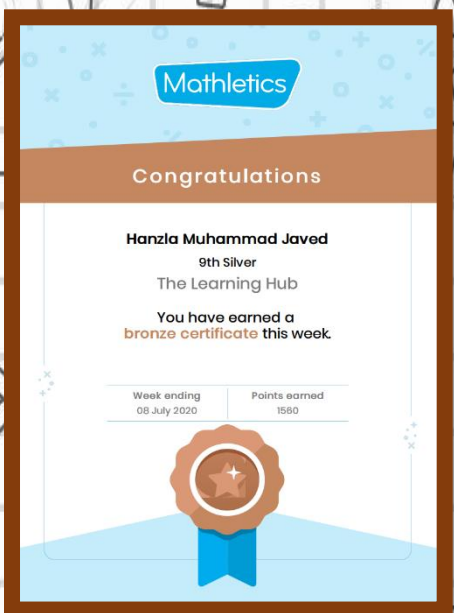 Mathletics
Congratulations
Hanzla Muhammad Javed
9th Silver
The Learning Hub
You have earned a
bronze certificate this week.
Week ending
08 July 2020
Points earned
1560